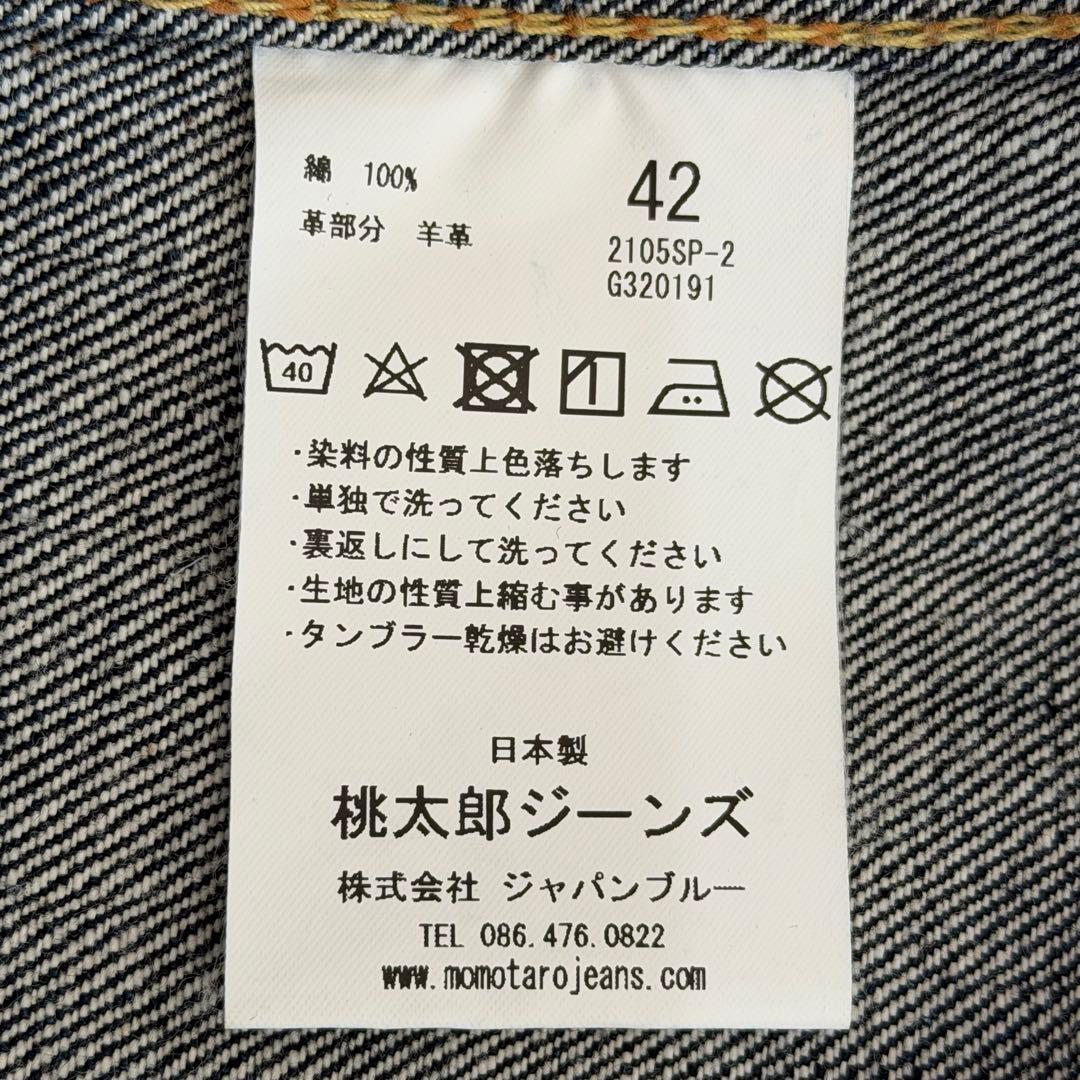 綿 100%
革部分 羊革
42
2105SP-2
G320191
40
・染料の性質上色落ちします
・単独で洗ってください
・裏返しにして洗ってください
・生地の性質上縮む事があります
・タンブラー乾燥はお避けください
日本製
桃太郎ジーンズ
株式会社 ジャパンブルー
TEL 086.476.0822
www.momotarojeans.com